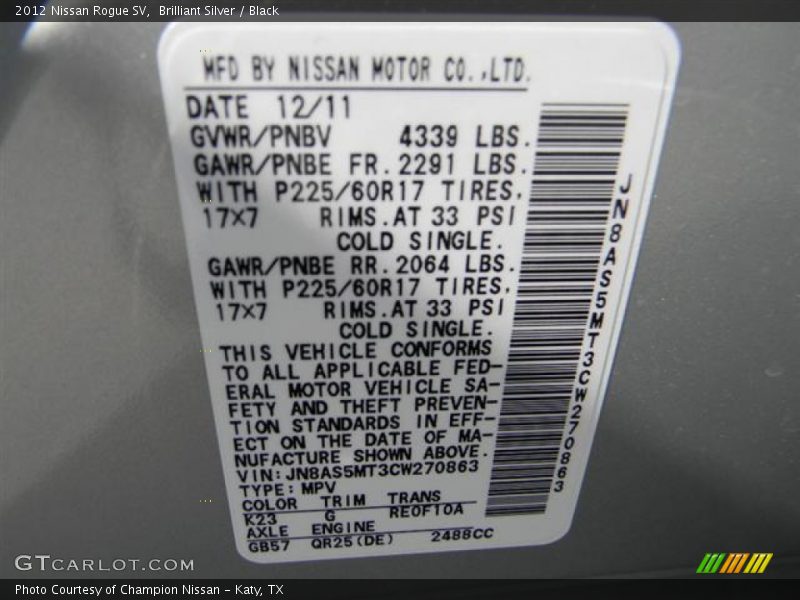 2012 Nissan Rogue SV,  Brilliant Silver / Black
MFD BY NISSAN MOTOR CO.,LTD.
DATE 12/11
GVWR/PNBV 4339 LBS.
GAWR/PNBE FR. 2291 LBS.
WITH P225/60R17 TIRES.
17×7 RIMS.AT 33 PSI
COLD SINGLE.
GAWR/PNBE RR. 2064 LBS.
WITH P225/60R17 TIRES.
17×7 RIMS.AT 33 PSI
COLD SINGLE.
THIS VEHICLE CONFORMS
TO ALL APPLICABLE FED-
ERAL MOTOR VEHICLE SA-
FETY AND THEFT PREVEN-
TION STANDARDS IN EFF-
ECT ON THE DATE OF MA-
NUFACTURE SHOWN ABOVE.
VIN:JN8AS5MT3CW270863
TYPE:MPV
COLOR TRIM TRANS
K23 G RE0F10A
AXLE ENGINE
GB57 QR25(DE) 2488CC
JN8AS5MT3CW270863
GTCARLOT.COM
Photo Courtesy of Champion Nissan - Katy, TX